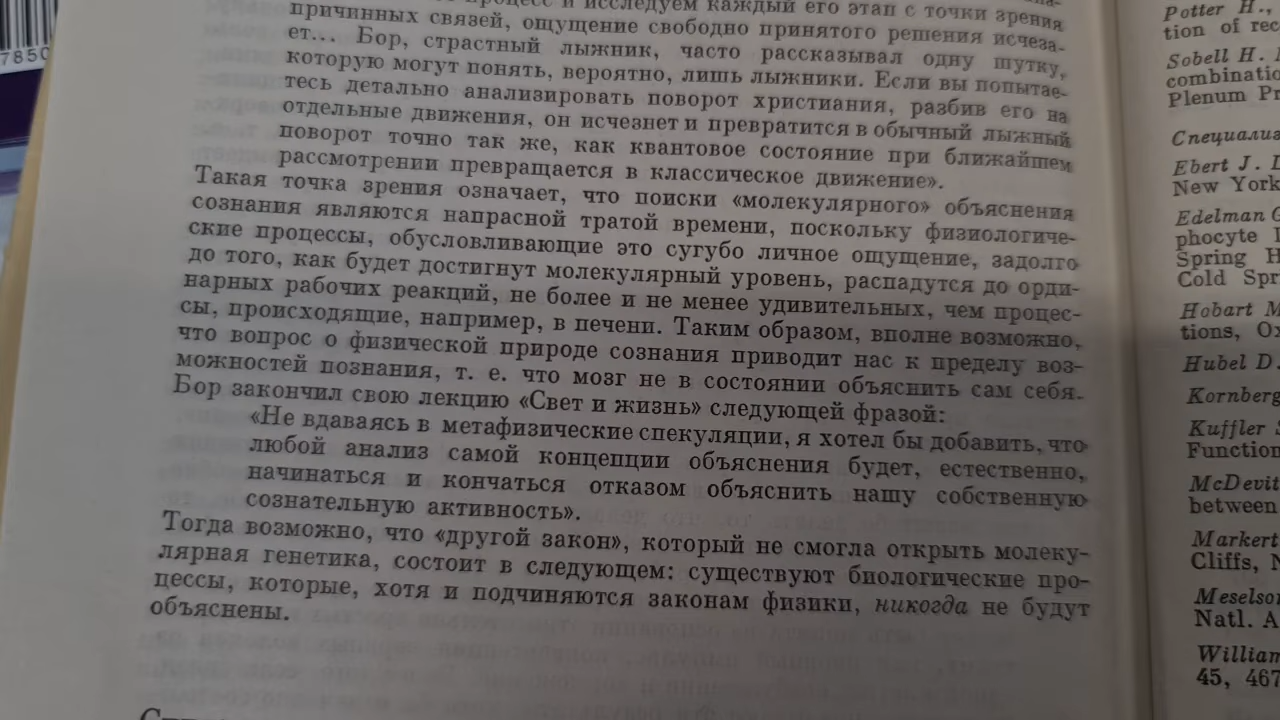 7850
процесс и исследуем каждый его этап с точки зрения
причинных связей, ощущение свободно принятого решения исчеза-
ет... Бор, страстный лыжник, часто рассказывал одну шутку,
которую могут понять, вероятно, лишь лыжники. Если вы попытае-
тесь детально анализировать поворот христиания, разбив его на
отдельные движения, он исчезнет и превратится в обычный лыжный
поворот точно так же, как квантовое состояние при ближайшем
рассмотрении превращается в классическое движение».
Такая точка зрения означает, что поиски «молекулярного» объяснения
сознания являются напрасной тратой времени, поскольку физиологиче-
ские процессы, обусловливающие это сугубо личное ощущение, задолго
до того, как будет достигнут молекулярный уровень, распадутся до орди-
нарных рабочих реакций, не более и не менее удивительных, чем процес-
сы, происходящие, например, в печени. Таким образом, вполне возможно,
что вопрос о физической природе сознания приводит нас к пределу воз-
можностей познания, т. е. что мозг не в состоянии объяснить сам себя.
Бор закончил свою лекцию «Свет и жизнь» следующей фразой:
«Не вдаваясь в метафизические спекуляции, я хотел бы добавить, что
любой анализ самой концепции объяснения будет, естественно,
начинаться и кончаться отказом объяснить нашу собственную
сознательную активность».
Тогда возможно, что «другой закон», который не смогла открыть молеку-
лярная генетика, состоит в следующем: существуют биологические про-
цессы, которые, хотя и подчиняются законам физики, никогда не будут
объяснены.
Potter H.,
tion of rec
Sobell H.
combinatio
Plenum Pr
Специализ
Ebert J.
New York
Edelman G
phocyte
Spring H
Cold Spr
Hobart M
tions, Ox
Hubel D.
Kornberg
Kuffler S
Function
McDevit
between
Markert
Cliffs, N
Meselson
Natl. A
William
45, 467